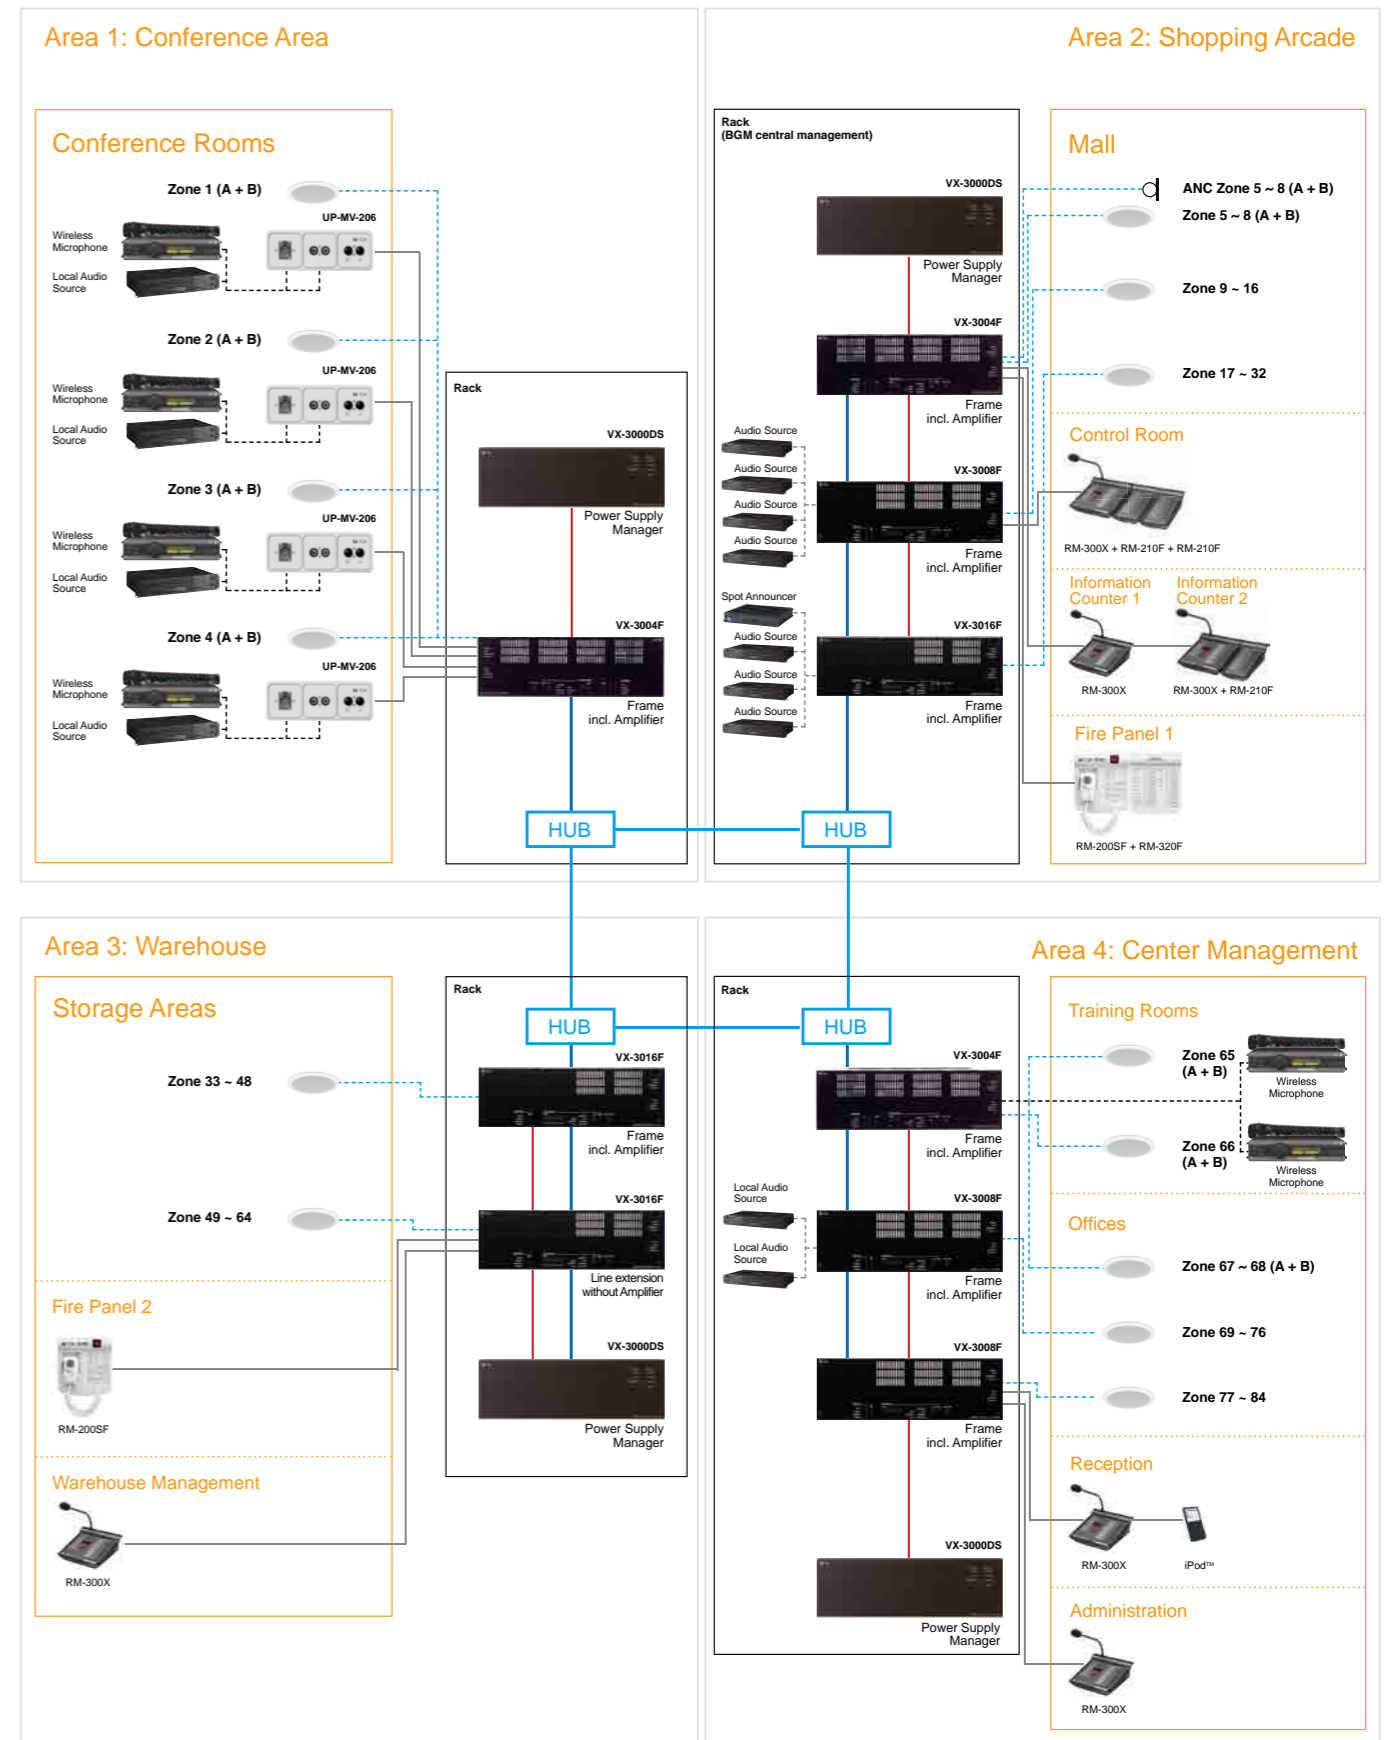 Area 1: Conference Area
Conference Rooms
Zone 1 (A + B)
UP-MV-206
Wireless
Microphone
Local Audio
Source
Zone 2 (A + B)
UP-MV-206
Wireless
Microphone
Local Audio
Source
Zone 3 (A + B)
UP-MV-206
Wireless
Microphone
Local Audio
Source
Zone 4 (A + B)
UP-MV-206
Wireless
Microphone
Local Audio
Source
Rack
VX-3000DS
Power Supply
Manager
VX-3004F
Frame
incl. Amplifier
HUB
Area 2: Shopping Arcade
Rack
(BGM central management)
VX-3000DS
Power Supply
Manager
VX-3004F
Frame
incl. Amplifier
Audio Source
Audio Source
Audio Source
Audio Source
VX-3008F
Frame
incl. Amplifier
Spot Announcer
Audio Source
Audio Source
Audio Source
VX-3016F
Frame
incl. Amplifier
HUB
Mall
ANC Zone 5 ~ 8 (A + B)
Zone 5 ~ 8 (A + B)
Zone 9 ~ 16
Zone 17 ~ 32
Control Room
RM-300X + RM-210F + RM-210F
Information
Counter 1
Information
Counter 2
RM-300X
RM-300X + RM-210F
Fire Panel 1
RM-200SF + RM-320F
Area 3: Warehouse
Storage Areas
Zone 33 ~ 48
Zone 49 ~ 64
Fire Panel 2
RM-200SF
Warehouse Management
RM-300X
Rack
HUB
VX-3016F
Frame
incl. Amplifier
VX-3016F
Line extension
without Amplifier
VX-3000DS
Power Supply
Manager
Area 4: Center Management
Rack
HUB
VX-3004F
Frame
incl. Amplifier
Local Audio
Source
Local Audio
Source
VX-3008F
Frame
incl. Amplifier
VX-3008F
Frame
incl. Amplifier
VX-3000DS
Power Supply
Manager
Training Rooms
Zone 65
(A + B)
Wireless
Microphone
Zone 66
(A + B)
Wireless
Microphone
Offices
Zone 67 ~ 68 (A + B)
Zone 69 ~ 76
Zone 77 ~ 84
Reception
RM-300X
iPod™
Administration
RM-300X